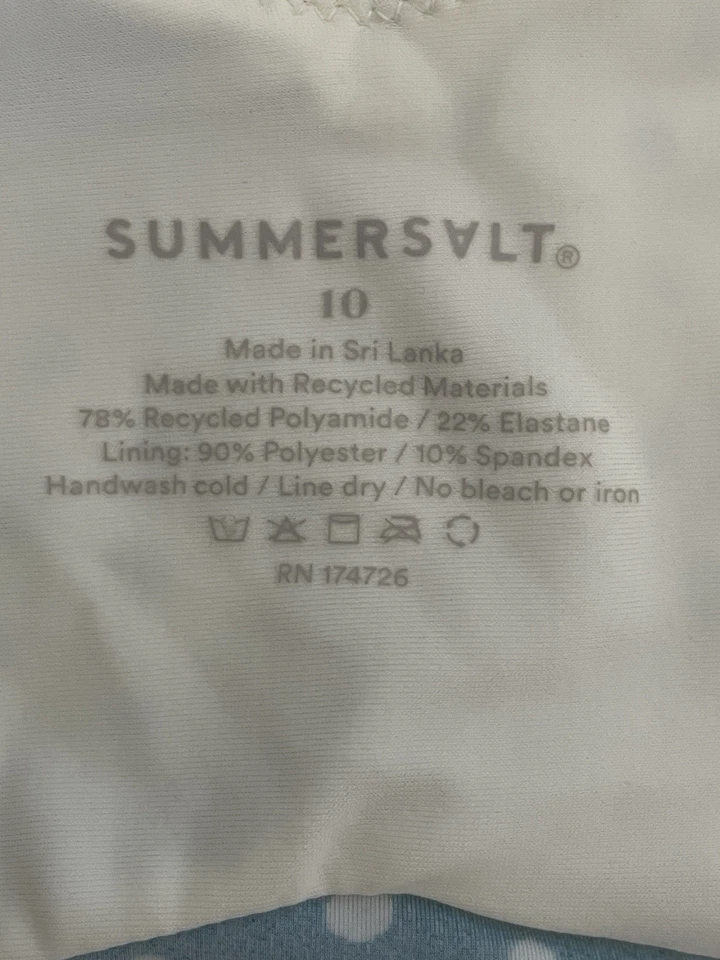 SUMMERSALT®
10
Made in Sri Lanka
Made with Recycled Materials
78% Recycled Polyamide / 22% Elastane
Lining: 90% Polyester / 10% Spandex
Handwash cold / Line dry / No bleach or iron
RN 174726